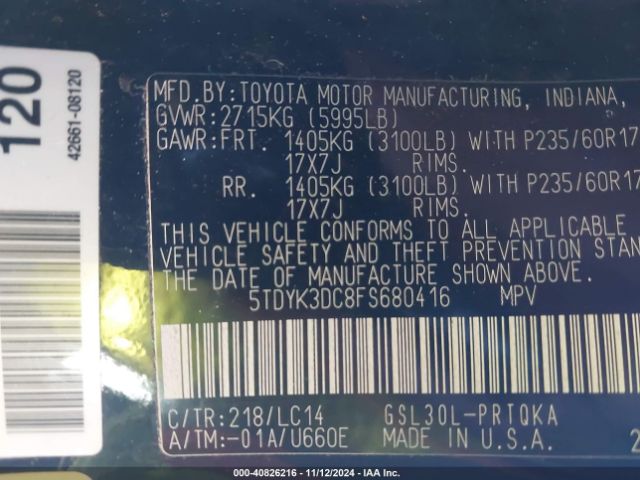 120
42661-08120
MFD.BY:TOYOTA MOTOR MANUFACTURING, INDIANA,
GVWR:2715KG (5995LB)
GAWR:FRT. 1405KG (3100LB) WITH P235/60R17
17X7J RIMS.
RR. 1405KG (3100LB) WITH P235/60R17
17X7J RIMS.
THIS VEHICLE CONFORMS TO ALL APPLICABLE
VEHICLE SAFETY AND THEFT PREVENTION STAN
THE DATE OF MANUFACTURE SHOWN ABOVE.
5TDYK3DC8FS680416 MPV
C/TR:218/LC14 GSL30L-PRTQKA
A/TM:-01A/U660E MADE IN U.S.A. 2
000-40826216 - 11/12/2024 - IAA Inc.